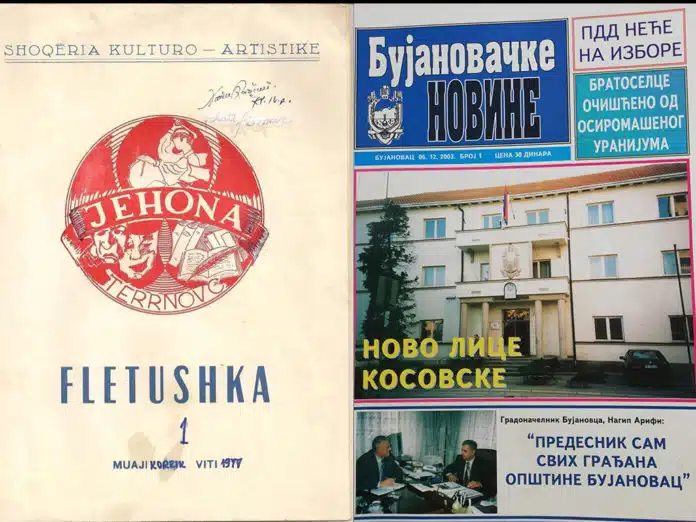 SHOQËRIA KULTURO — ARTISTIKE
JEHONA
TERRNOVC
FLETUSHKA
1
MUAJI KORRIK VITI 1977
Бујановачке
НОВИНЕ
БУЈАНОВАЦ 06. 12. 2003. БРОЈ 1 ЦЕНА 30 ДИНАРА
ПДД НЕЋЕ
НА ИЗБОРЕ
БРАТОСЕЛЦЕ
ОЧИШЋЕНО ОД
ОСИРОМАШЕНОГ
УРАНИЈУМА
НОВО ЛИЦЕ
КОСОВСКЕ
Градоначелник Бујановца, Нагип Арифи:
“ПРЕДЕСНИК САМ
СВИХ ГРАЂАНА
ОПШТИНЕ БУЈАНОВАЦ”